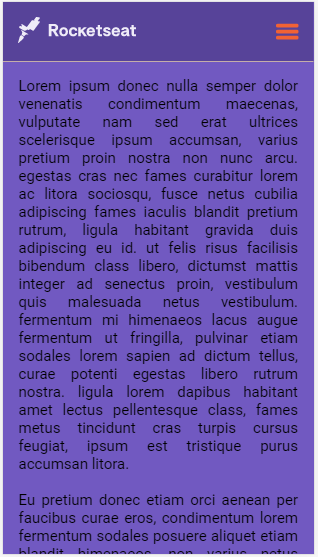 Rocketseat
Lorem ipsum donec nulla semper dolor
venenatis condimentum maecenas,
vulputate nam sed erat ultrices
scelerisque ipsum accumsan, varius
pretium proin nostra non nunc arcu.
egestas cras nec fames curabitur lorem
ac litora sociosqu, fusce netus cubilia
adipiscing fames iaculis blandit pretium
rutrum, ligula habitant gravida duis
adipiscing eu id. ut felis risus facilisis
bibendum class libero, dictumst mattis
integer ad senectus proin, vestibulum
quis malesuada netus vestibulum.
fermentum mi himenaeos lacus augue
fermentum ut fringilla, pulvinar etiam
sodales lorem sapien ad dictum tellus,
curae potenti egestas libero rutrum
nostra. ligula lorem dapibus habitant
amet lectus pellentesque class, fames
metus tincidunt cras turpis cursus
feugiat, ipsum est tristique purus
accumsan litora.
Eu pretium donec etiam orci aenean per
faucibus curae eros, condimentum lorem
fermentum sodales posuere aliquet etiam
blandit himenaeos, non varius netus